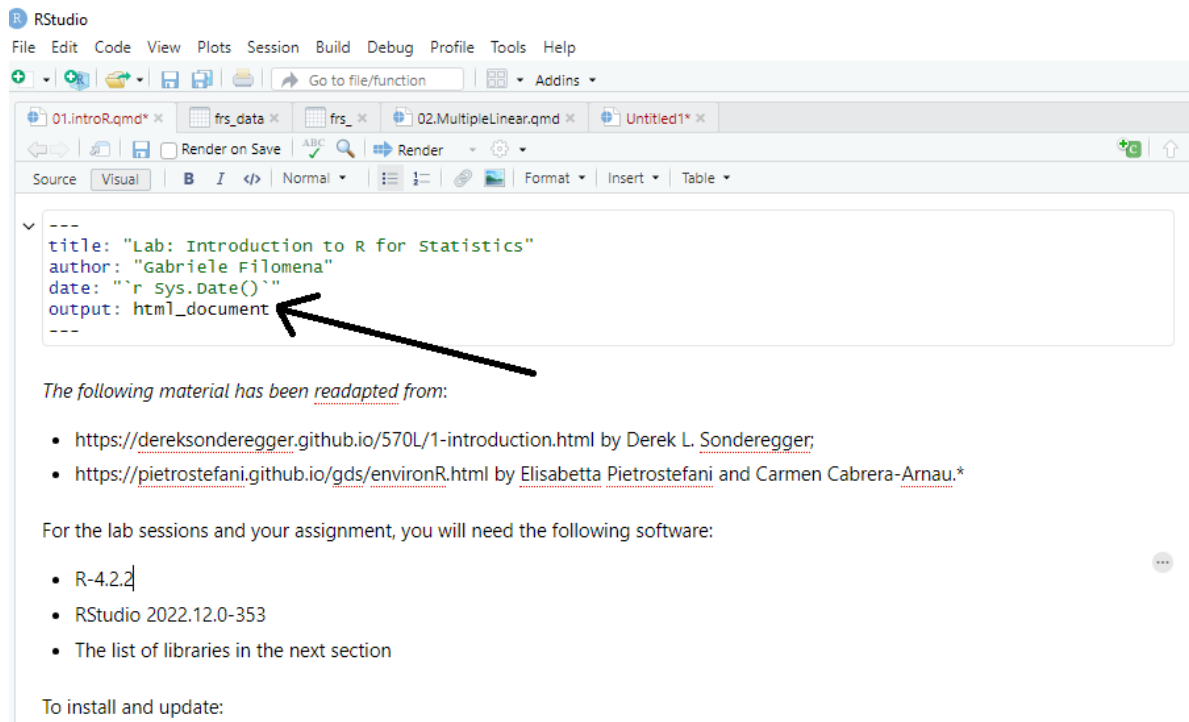 RStudio
File Edit Code View Plots Session Build Debug Profile Tools Help
Go to file/function Addins
01.introR.qmd* frs_data frs_ 02.MultipleLinear.qmd Untitled1*
Render on Save ABC Render
Source Visual B I </> Normal Format Insert Table
---
title: "Lab: Introduction to R for Statistics"
author: "Gabriele Filomena"
date: "`r Sys.Date()`"
output: html_document
---
The following material has been readapted from:
• https://dereksonderegger.github.io/570L/1-introduction.html by Derek L. Sonderegger;
• https://pietrostefani.github.io/gds/environR.html by Elisabetta Pietrostefani and Carmen Cabrera-Arnau.*
For the lab sessions and your assignment, you will need the following software:
• R-4.2.2
• RStudio 2022.12.0-353
• The list of libraries in the next section
To install and update: